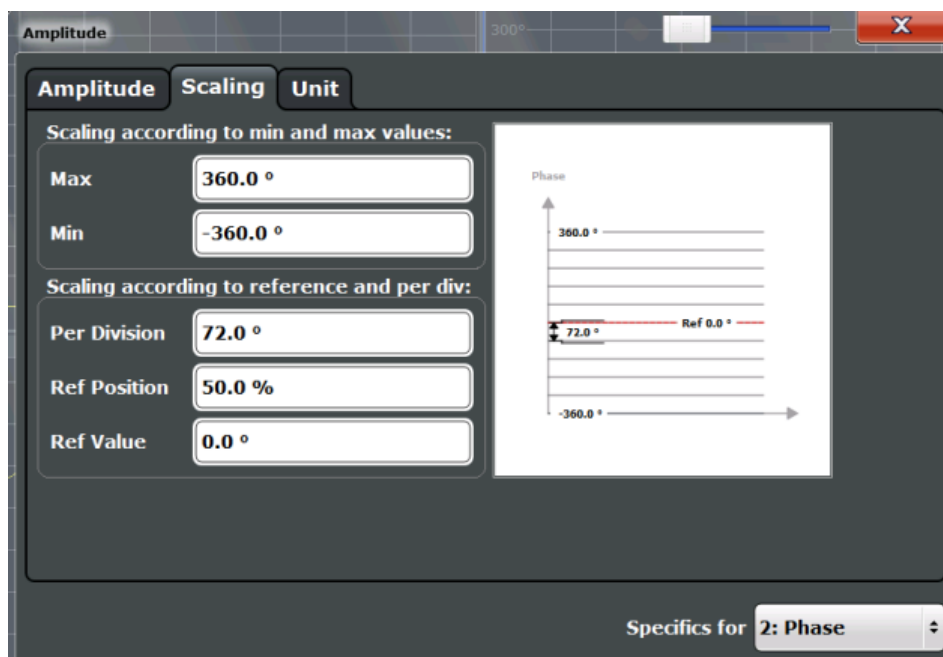 Amplitude
300°
X
Amplitude Scaling Unit
Scaling according to min and max values:
Max 360.0 °
Min -360.0 °
Scaling according to reference and per div:
Per Division 72.0 °
Ref Position 50.0 %
Ref Value 0.0 °
Phase
360.0 °
Ref 0.0 °
72.0 °
-360.0 °
Specifics for 2: Phase